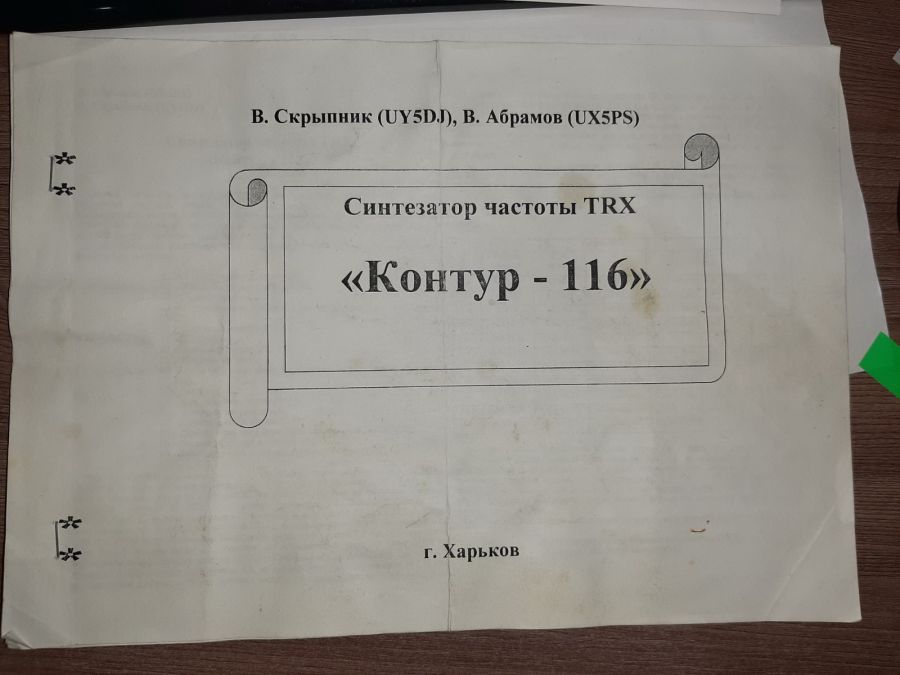 В. Скрыпник (UY5DJ), В. Абрамов (UX5PS)
Синтезатор частоты TRX
«Контур - 116»
г. Харьков